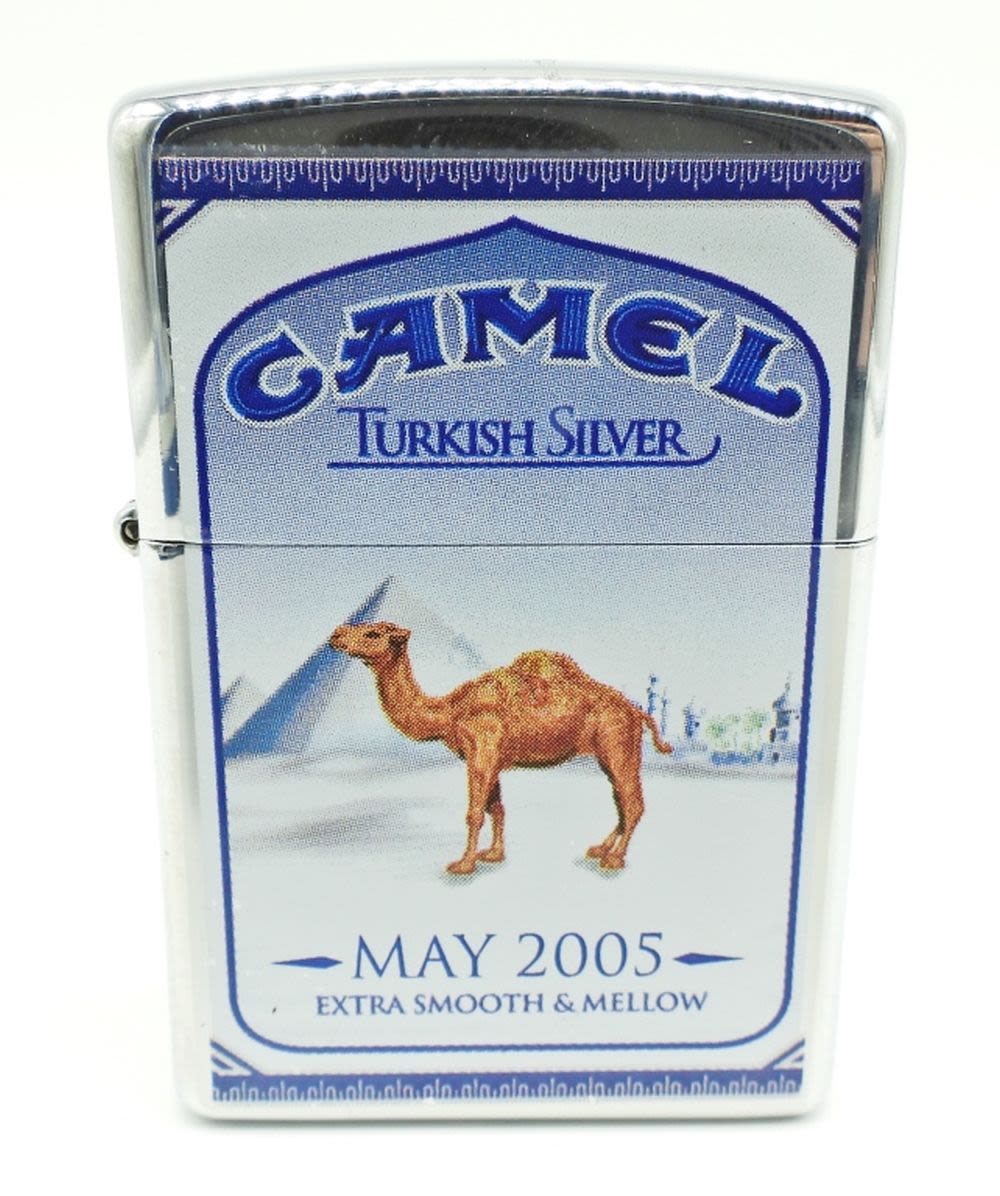 CAMEL
TURKISH SILVER
MAY 2005
EXTRA SMOOTH & MELLOW